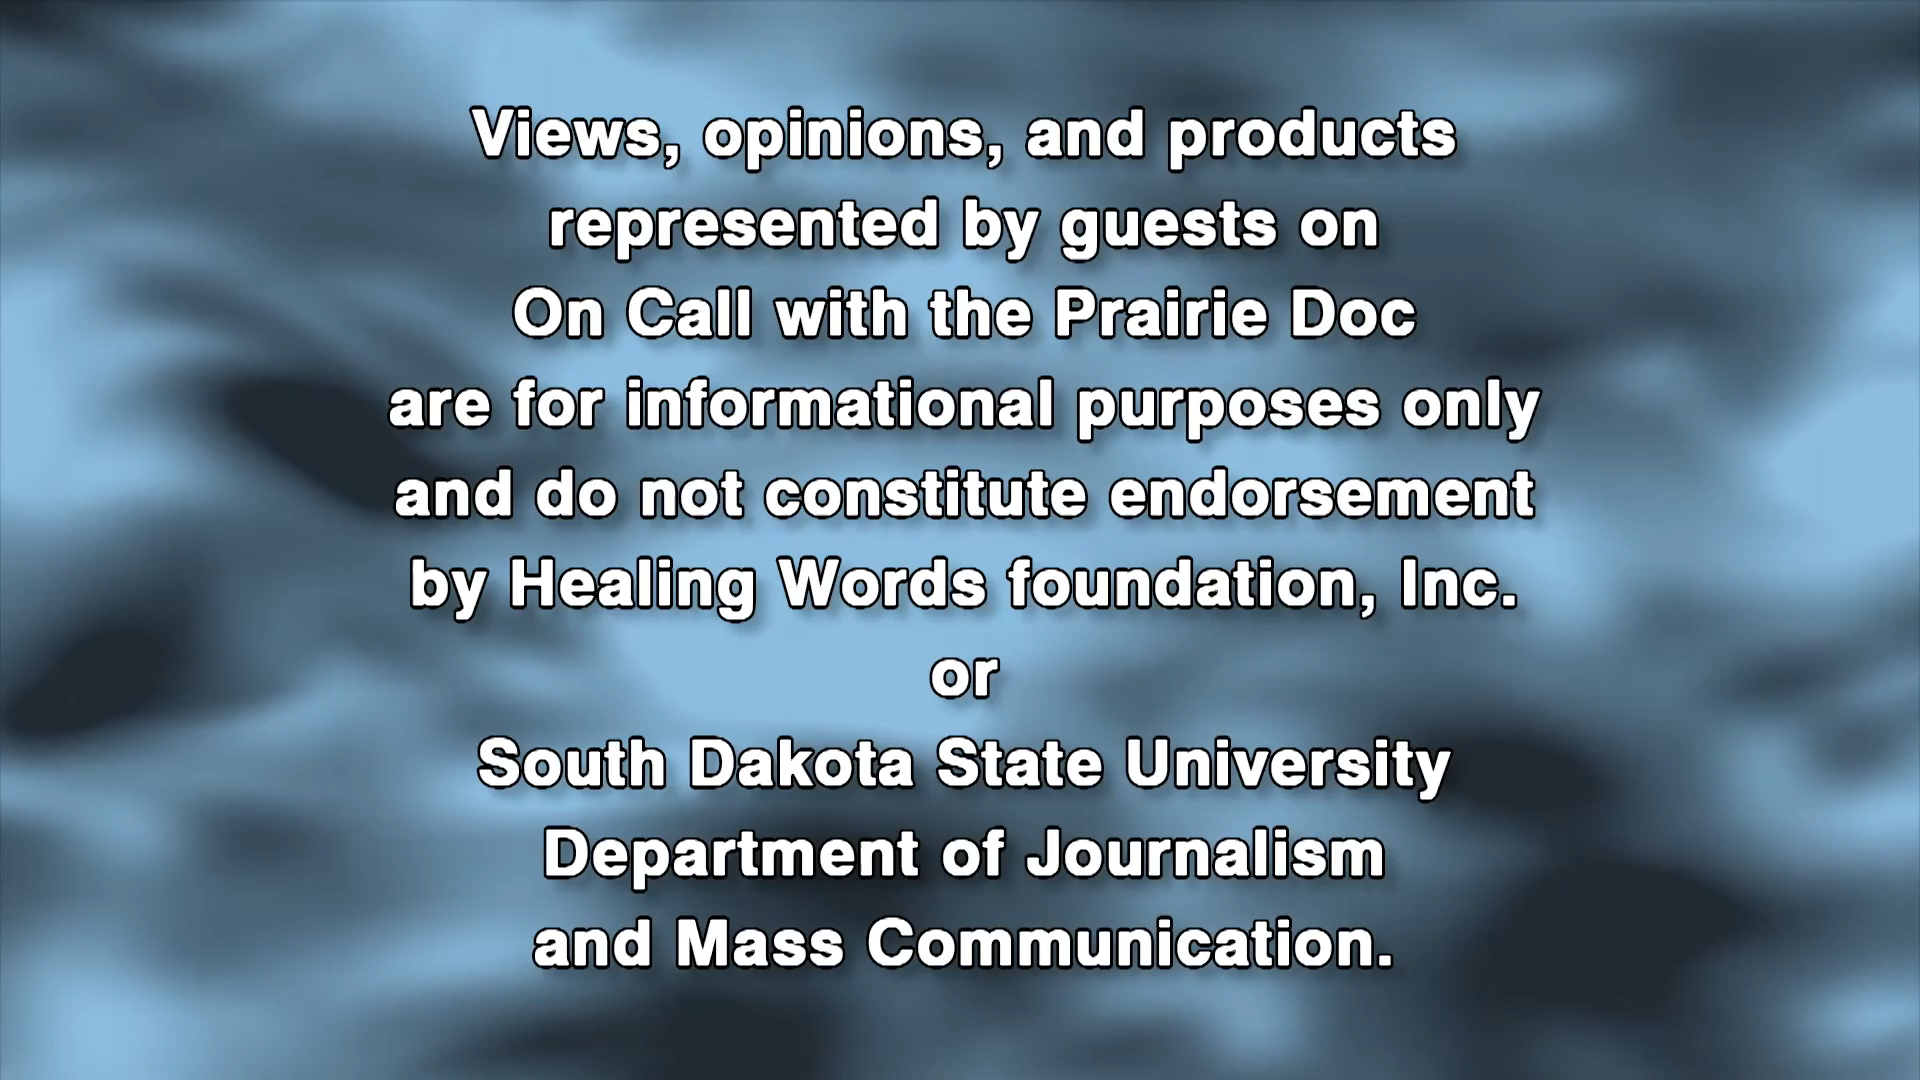 Views, opinions, and products
represented by guests on
On Call with the Prairie Doc
are for informational purposes only
and do not constitute endorsement
by Healing Words foundation, Inc.
or
South Dakota State University
Department of Journalism
and Mass Communication.